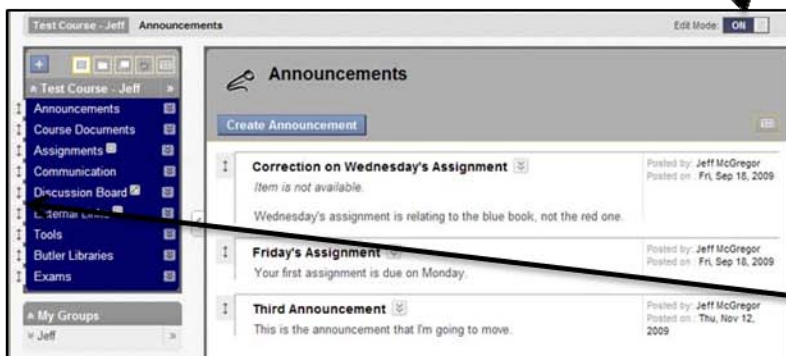 Test Course - Jeff Announcements
Edit Mode: ON
Test Course - Jeff
Announcements
Course Documents
Assignments
Communication
Discussion Board
External Links
Tools
Butler Libraries
Exams
My Groups
Jeff
Announcements
Create Announcement
Correction on Wednesday's Assignment
Item is not available.
Wednesday's assignment is relating to the blue book, not the red one.
Posted by: Jeff McGregor
Posted on : Fri, Sep 18, 2009
Friday's Assignment
Your first assignment is due on Monday.
Posted by: Jeff McGregor
Posted on : Fri, Sep 18, 2009
Third Announcement
This is the announcement that I'm going to move.
Posted by: Jeff McGregor
Posted on : Thu, Nov 12,
2009